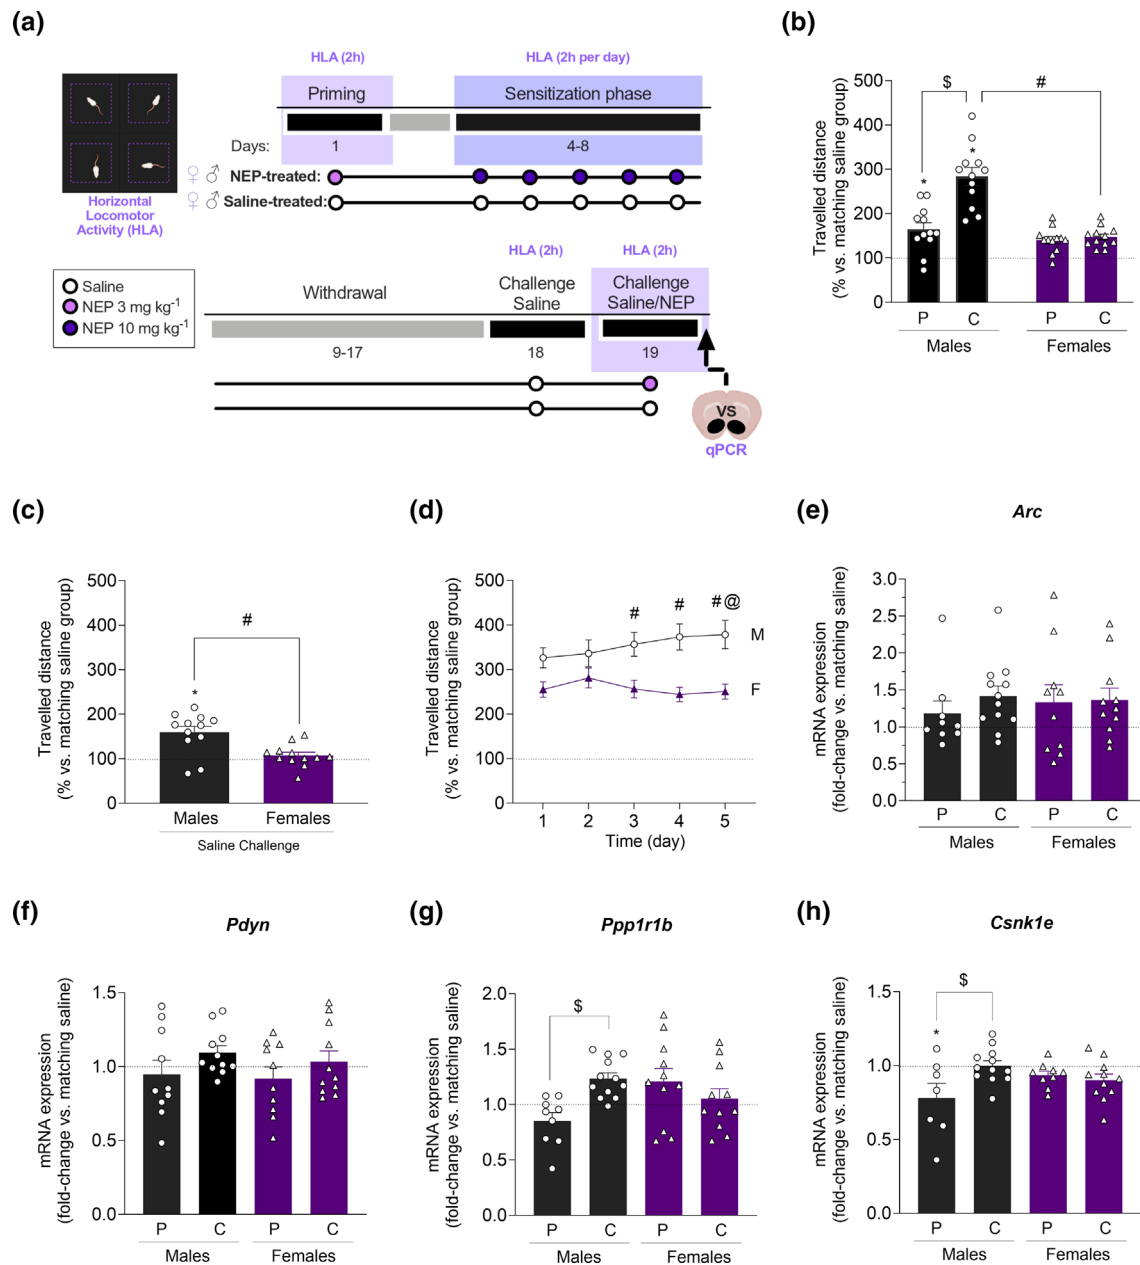 (a)
HLA (2h)
HLA (2h per day)
Priming
Sensitization phase
Days:
1
4-8
♀ ♂ NEP-treated:
♀ ♂ Saline-treated:
Horizontal
Locomotor
Activity (HLA)
HLA (2h)
HLA (2h)
Saline
NEP 3 mg kg-1
NEP 10 mg kg-1
Withdrawal
Challenge
Saline
Challenge
Saline/NEP
9-17
18
19
VS
qPCR
(b)
Travelled distance
(% vs. matching saline group)
500
400
300
200
100
0
$
#
*
*
P
C
P
C
Males
Females
(c)
Travelled distance
(% vs. matching saline group)
500
400
300
200
100
0
#
*
Males
Females
Saline Challenge
(d)
Travelled distance
(% vs. matching saline group)
500
400
300
200
100
0
#
#
#@
M
F
1
2
3
4
5
Time (day)
(e)
Arc
mRNA expression
(fold-change vs. matching saline)
3.0
2.5
2.0
1.5
1.0
0.5
0.0
P
C
P
C
Males
Females
(f)
Pdyn
mRNA expression
(fold-change vs. matching saline)
1.5
1.0
0.5
0.0
P
C
P
C
Males
Females
(g)
Ppp1r1b
mRNA expression
(fold-change vs. matching saline)
2.0
1.5
1.0
0.5
0.0
$
P
C
P
C
Males
Females
(h)
Csnk1e
mRNA expression
(fold-change vs. matching saline)
1.5
1.0
0.5
0.0
$
*
P
C
P
C
Males
Females